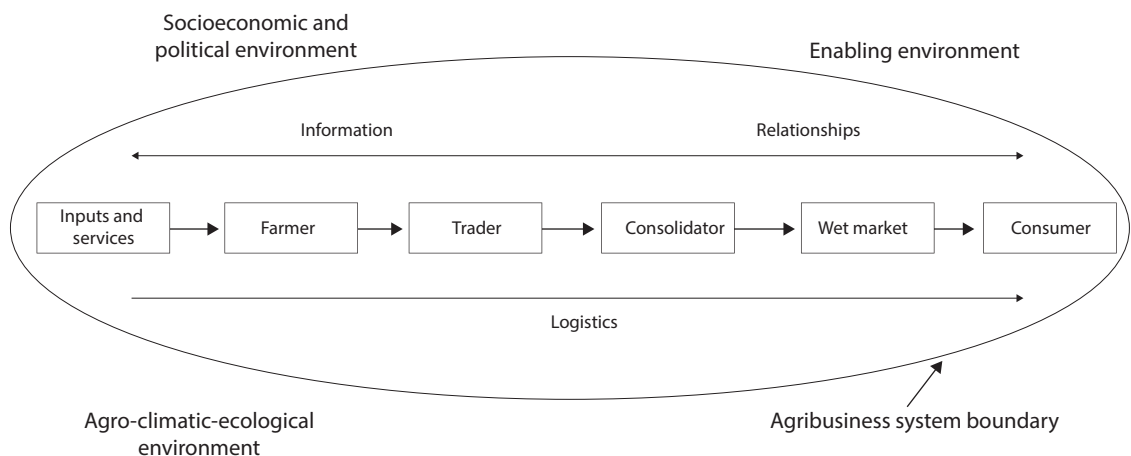 Socioeconomic and
political environment
Enabling environment
Information
Relationships
Inputs and
services
Farmer
Trader
Consolidator
Wet market
Consumer
Logistics
Agro-climatic-ecological
environment
Agribusiness system boundary